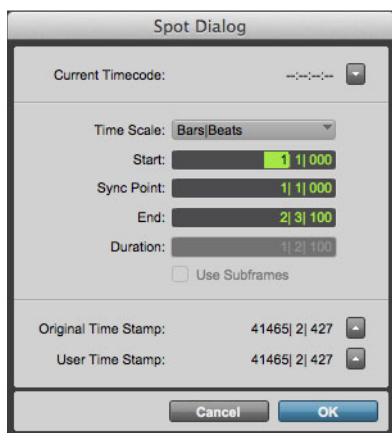 Spot Dialog
Current Timecode: --:--:--:--
Time Scale: Bars|Beats
Start: 1| 1| 000
Sync Point: 1| 1| 000
End: 2| 3| 100
Duration: 1| 2| 100
Use Subframes
Original Time Stamp: 41465| 2| 427
User Time Stamp: 41465| 2| 427
Cancel OK